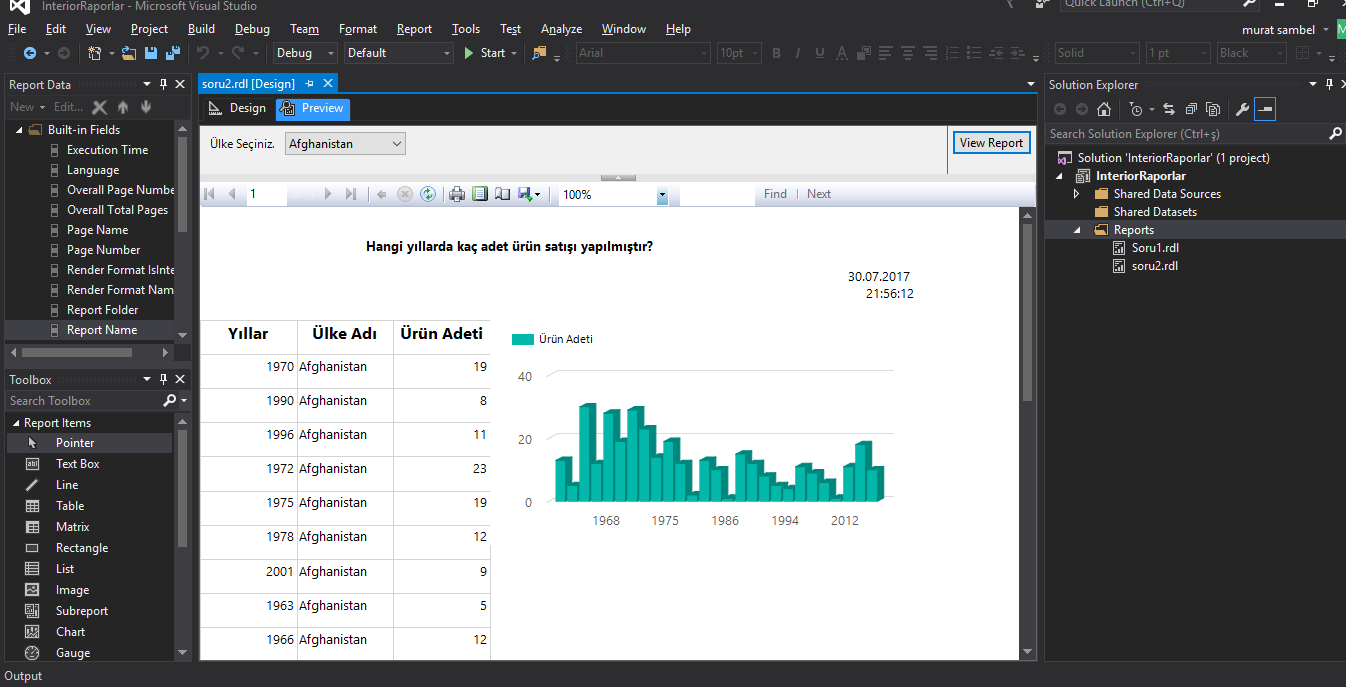 InteriorRaporlar - Microsoft Visual Studio
Quick Launch (Ctrl+Q)
File Edit View Project Build Debug Team Format Report Tools Test Analyze Window Help
murat sambel
M
Debug Default Start Arial 10pt B I U A Solid 1 pt Black
Report Data
New Edit...
Built-in Fields
Execution Time
Language
Overall Page Numbe
Overall Total Pages
Page Name
Page Number
Render Format IsInte
Render Format Nam
Report Folder
Report Name
Toolbox
Search Toolbox
Report Items
Pointer
Text Box
Line
Table
Matrix
Rectangle
List
Image
Subreport
Chart
Gauge
Output
soru2.rdl [Design]
Design Preview
Ülke Seçiniz. Afghanistan View Report
1 100% Find | Next
Hangi yıllarda kaç adet ürün satışı yapılmıştır?
30.07.2017
21:56:12
Yıllar Ülke Adı Ürün Adeti
1970 Afghanistan 19
1990 Afghanistan 8
1996 Afghanistan 11
1972 Afghanistan 23
1975 Afghanistan 19
1978 Afghanistan 12
2001 Afghanistan 9
1963 Afghanistan 5
1966 Afghanistan 12
Ürün Adeti
40
20
0
1968 1975 1986 1994 2012
Solution Explorer
Search Solution Explorer (Ctrl+ş)
Solution 'InteriorRaporlar' (1 project)
InteriorRaporlar
Shared Data Sources
Shared Datasets
Reports
Soru1.rdl
soru2.rdl